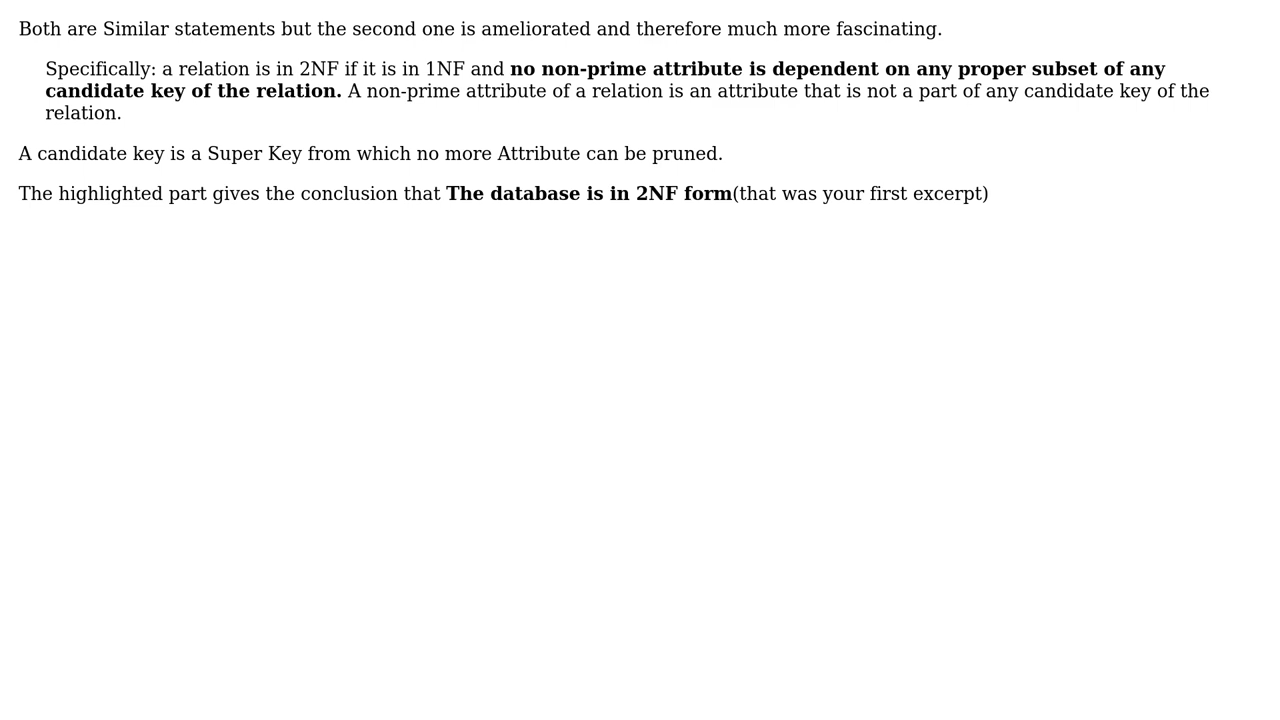 Both are Similar statements but the second one is ameliorated and therefore much more fascinating.
Specifically: a relation is in 2NF if it is in 1NF and no non-prime attribute is dependent on any proper subset of any
candidate key of the relation. A non-prime attribute of a relation is an attribute that is not a part of any candidate key of the
relation.
A candidate key is a Super Key from which no more Attribute can be pruned.
The highlighted part gives the conclusion that The database is in 2NF form(that was your first excerpt)